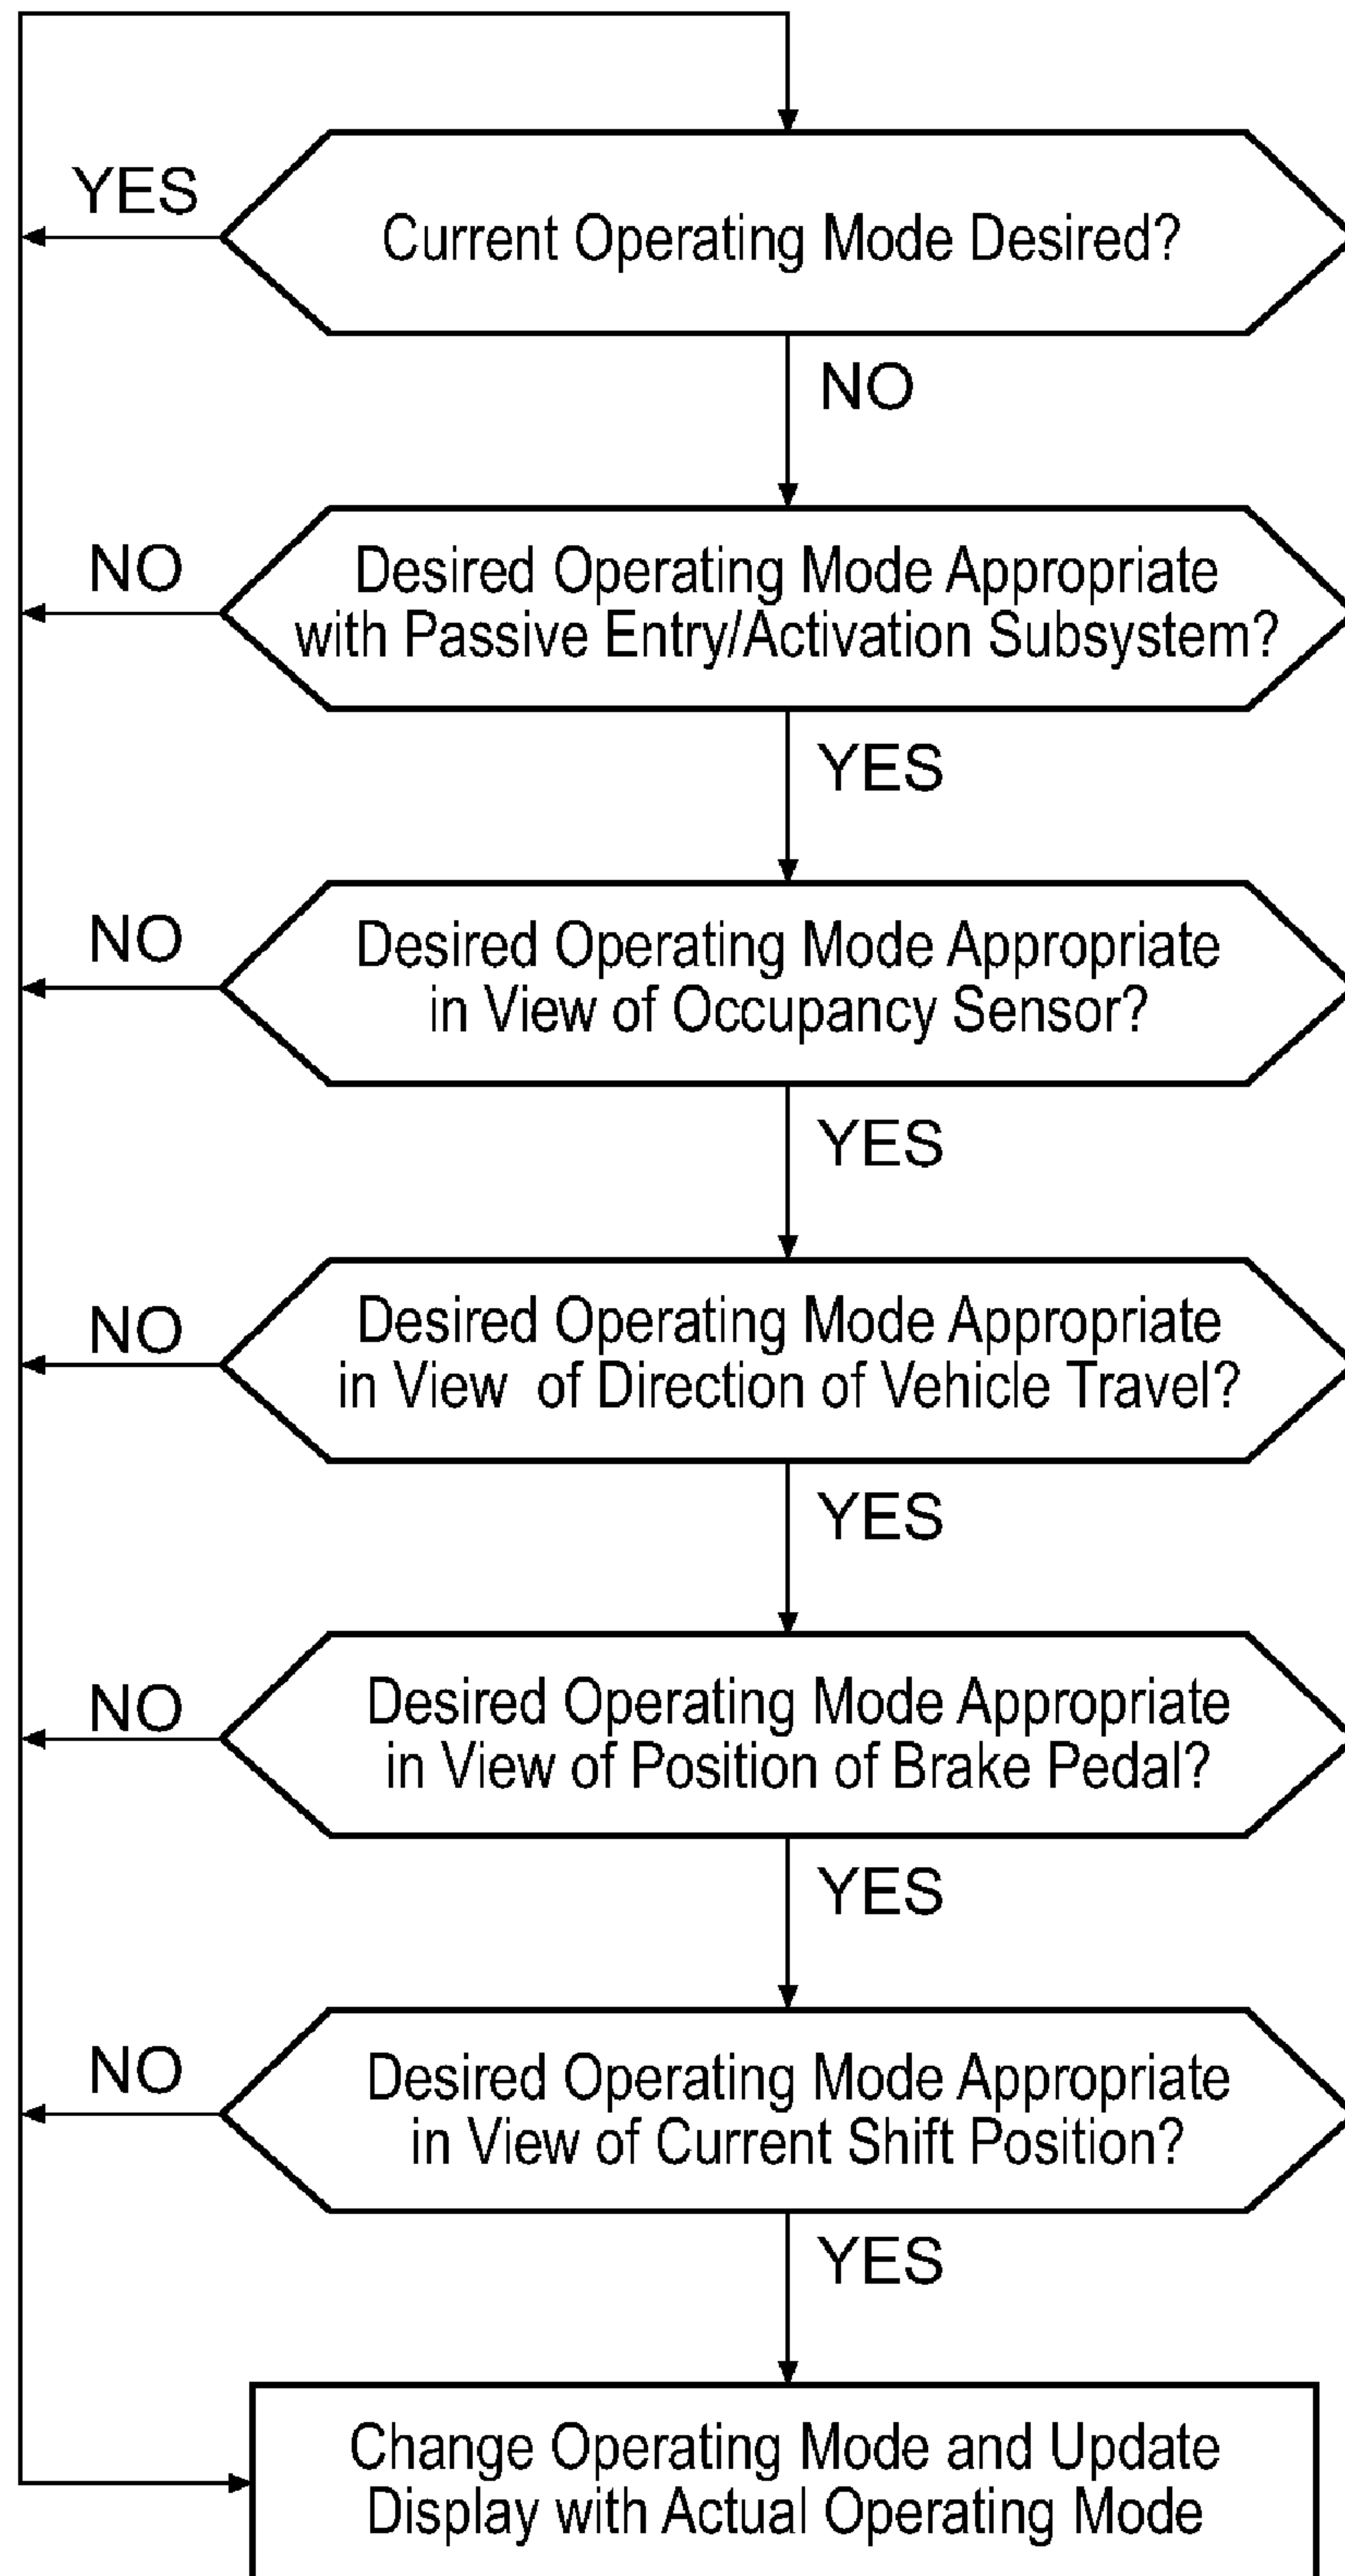 YES
Current Operating Mode Desired?
NO
NO
Desired Operating Mode Appropriate
with Passive Entry/Activation Subsystem?
YES
NO
Desired Operating Mode Appropriate
in View of Occupancy Sensor?
YES
NO
Desired Operating Mode Appropriate
in View of Direction of Vehicle Travel?
YES
NO
Desired Operating Mode Appropriate
in View of Position of Brake Pedal?
YES
NO
Desired Operating Mode Appropriate
in View of Current Shift Position?
YES
Change Operating Mode and Update
Display with Actual Operating Mode